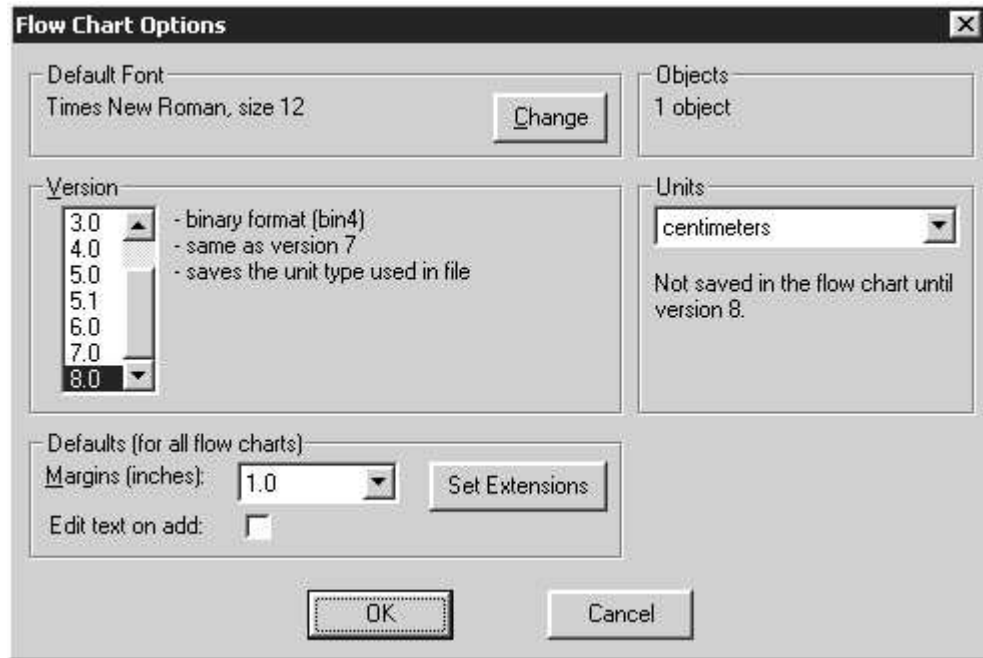 Flow Chart Options
Default Font
Times New Roman, size 12
Change
Objects
1 object
Version
3.0
4.0
5.0
5.1
6.0
7.0
8.0
- binary format (bin4)
- same as version 7
- saves the unit type used in file
Units
centimeters
Not saved in the flow chart until
version 8.
Defaults (for all flow charts)
Margins (inches):
1.0
Set Extensions
Edit text on add:
OK
Cancel